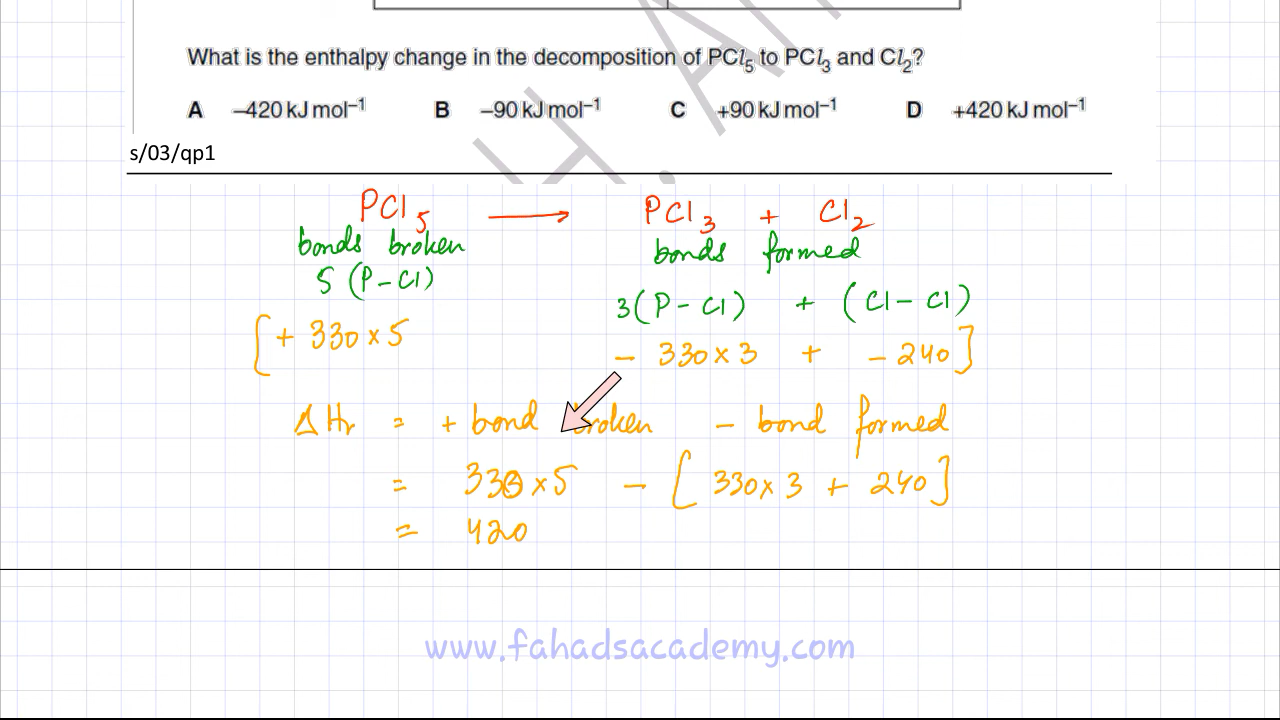 What is the enthalpy change in the decomposition of PCl₅ to PCl₃ and Cl₂?
A –420 kJ mol⁻¹ B –90 kJ mol⁻¹ C +90 kJ mol⁻¹ D +420 kJ mol⁻¹
s/03/qp1
PCl₅ ⟶ PCl₃ + Cl₂
bonds broken bonds formed
5 (P-Cl)
3(P-Cl) + (Cl-Cl)
[+ 330 × 5
- 330 × 3 + - 240]
ΔHr = + bond broken - bond formed
= 330 × 5 - [330 × 3 + 240]
= 420
www.fahadsacademy.com